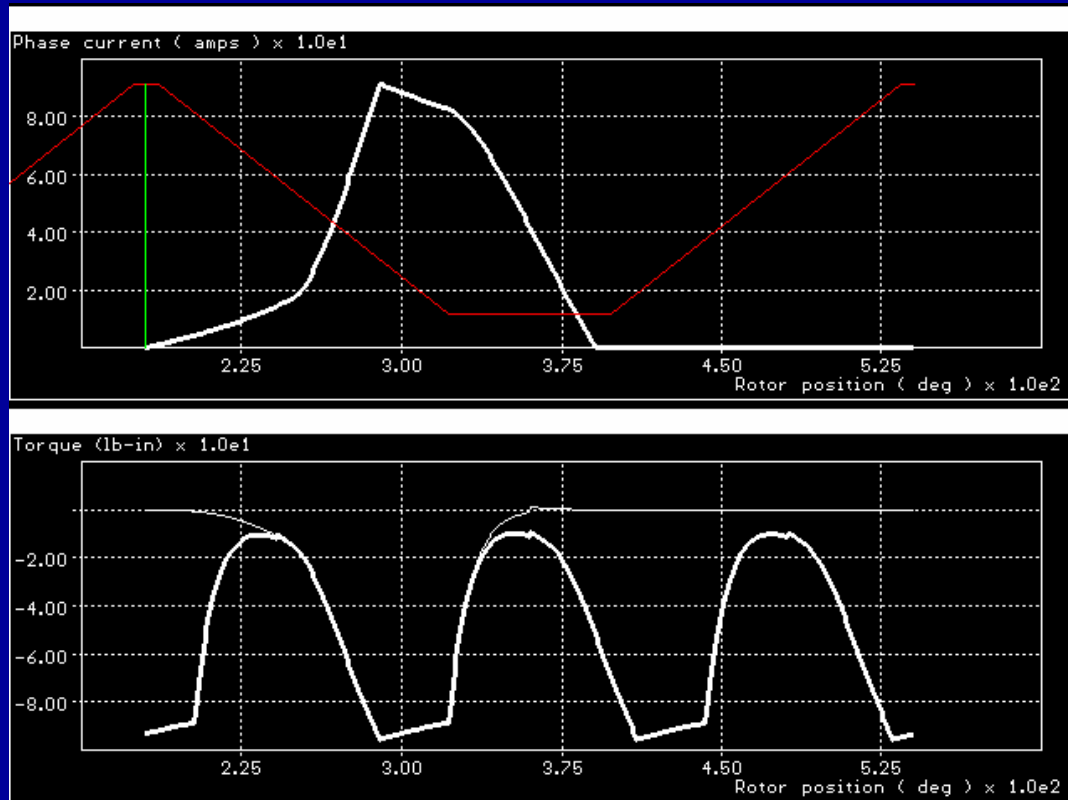 Phase current ( amps ) x 1.0e1
8.00
6.00
4.00
2.00
2.25 3.00 3.75 4.50 5.25
Rotor position ( deg ) x 1.0e2
Torque (lb-in) x 1.0e1
-2.00
-4.00
-6.00
-8.00
2.25 3.00 3.75 4.50 5.25
Rotor position ( deg ) x 1.0e2